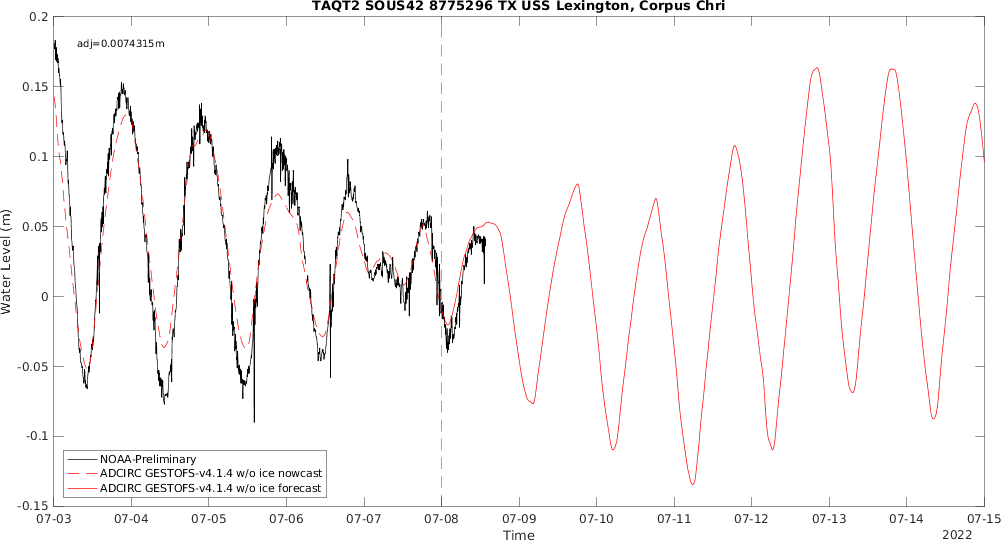 TAQT2 SOUS42 8775296 TX USS Lexington, Corpus Chri
0.2
adj=0.0074315m
0.15
0.1
0.05
0
-0.05
-0.1
-0.15
Water Level (m)
NOAA-Preliminary
ADCIRC GESTOFS-v4.1.4 w/o ice nowcast
ADCIRC GESTOFS-v4.1.4 w/o ice forecast
07-03 07-04 07-05 07-06 07-07 07-08 07-09 07-10 07-11 07-12 07-13 07-14 07-15
Time
2022